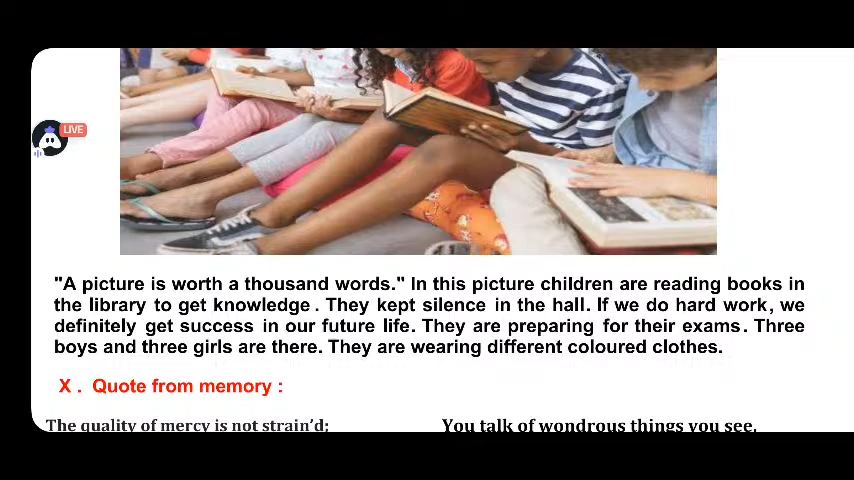 LIVE
"A picture is worth a thousand words." In this picture children are reading books in
the library to get knowledge . They kept silence in the hall. If we do hard work, we
definitely get success in our future life. They are preparing for their exams. Three
boys and three girls are there. They are wearing different coloured clothes.
X . Quote from memory :
The quality of mercy is not strain'd;
You talk of wondrous things you see,